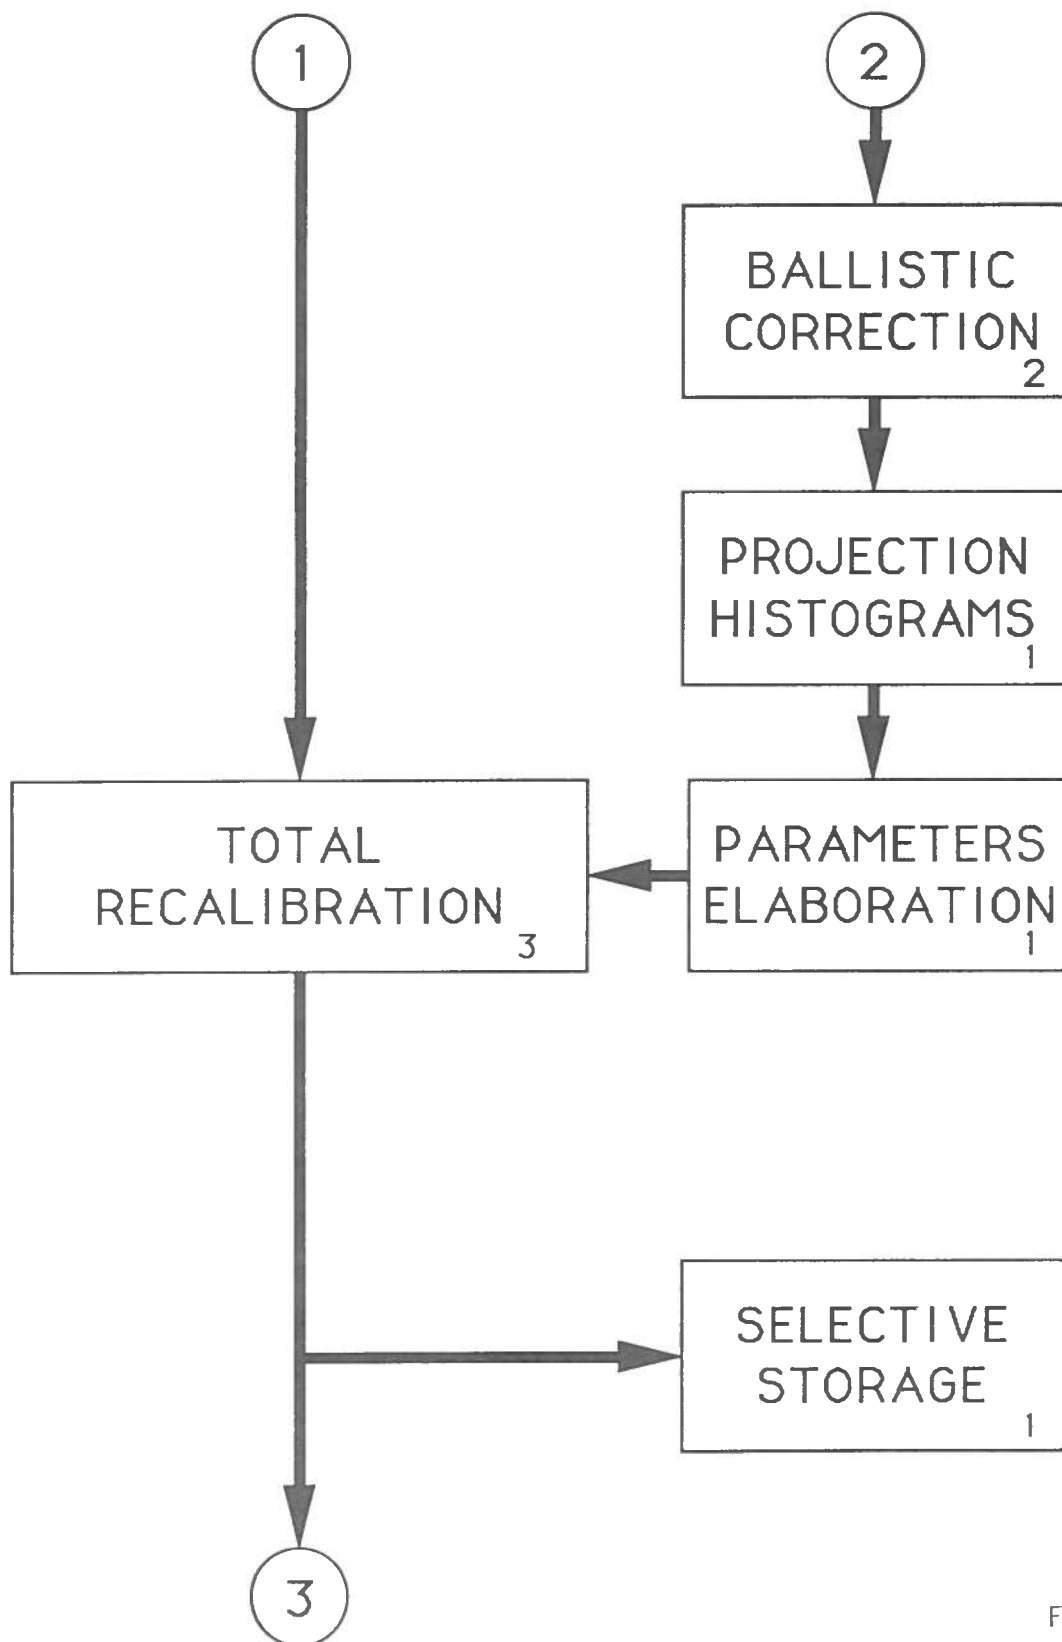 1
2
BALLISTIC
CORRECTION
2
PROJECTION
HISTOGRAMS
1
TOTAL
RECALIBRATION
3
PARAMETERS
ELABORATION
1
SELECTIVE
STORAGE
1
3
F